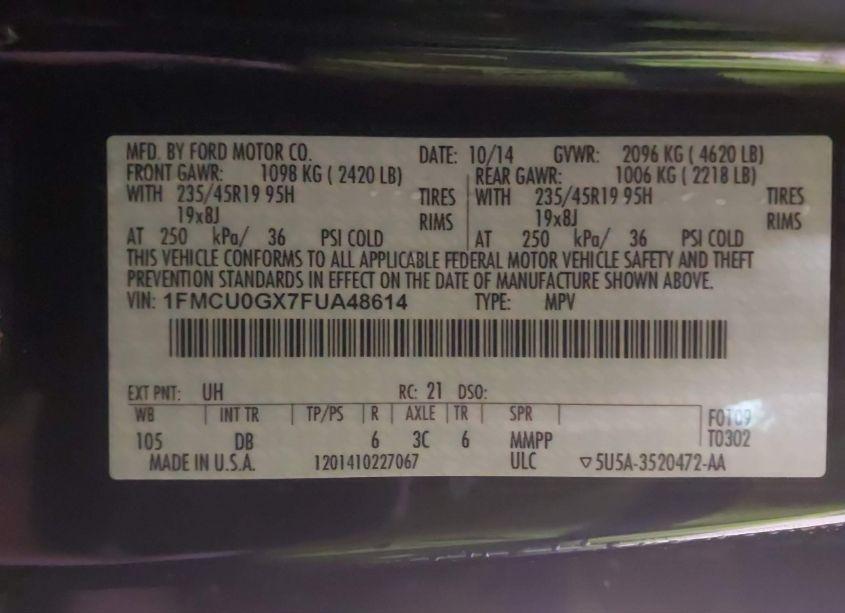 MFD. BY FORD MOTOR CO. DATE: 10/14 GVWR: 2096 KG ( 4620 LB)
FRONT GAWR: 1098 KG ( 2420 LB) REAR GAWR: 1006 KG ( 2218 LB)
WITH 235/45R19 95H TIRES WITH 235/45R19 95H TIRES
19x8J RIMS 19x8J RIMS
AT 250 kPa/ 36 PSI COLD AT 250 kPa/ 36 PSI COLD
THIS VEHICLE CONFORMS TO ALL APPLICABLE FEDERAL MOTOR VEHICLE SAFETY AND THEFT
PREVENTION STANDARDS IN EFFECT ON THE DATE OF MANUFACTURE SHOWN ABOVE.
VIN: 1FMCU0GX7FUA48614 TYPE: MPV
EXT PNT: UH RC: 21 DSO:
WB INT TR TP/PS R AXLE TR SPR F0109
105 DB 6 3C 6 MMPP T0302
MADE IN U.S.A. 1201410227067 ULC ▽5U5A-3520472-AA